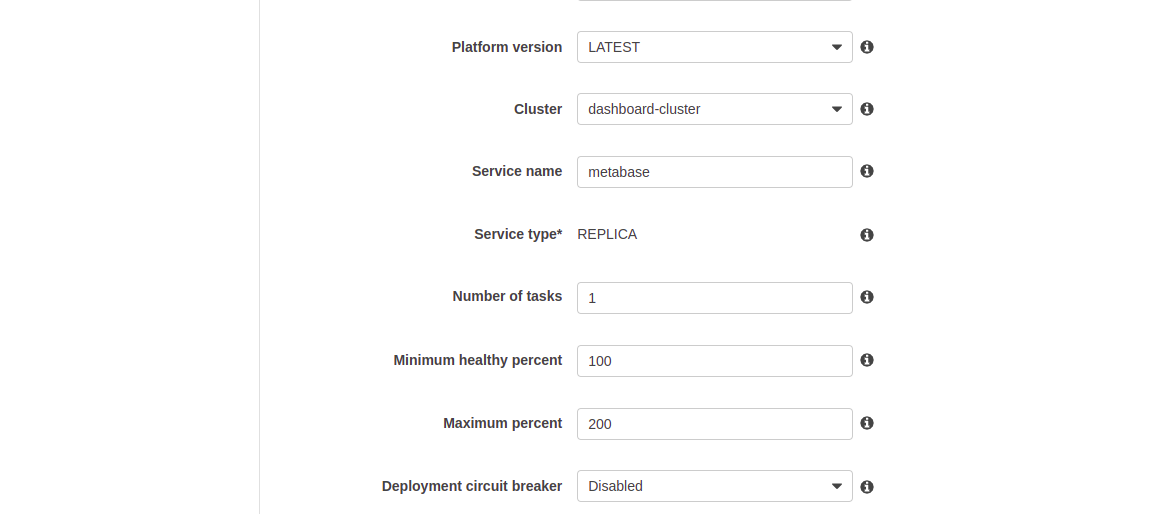 Platform version LATEST
Cluster dashboard-cluster
Service name metabase
Service type* REPLICA
Number of tasks 1
Minimum healthy percent 100
Maximum percent 200
Deployment circuit breaker Disabled